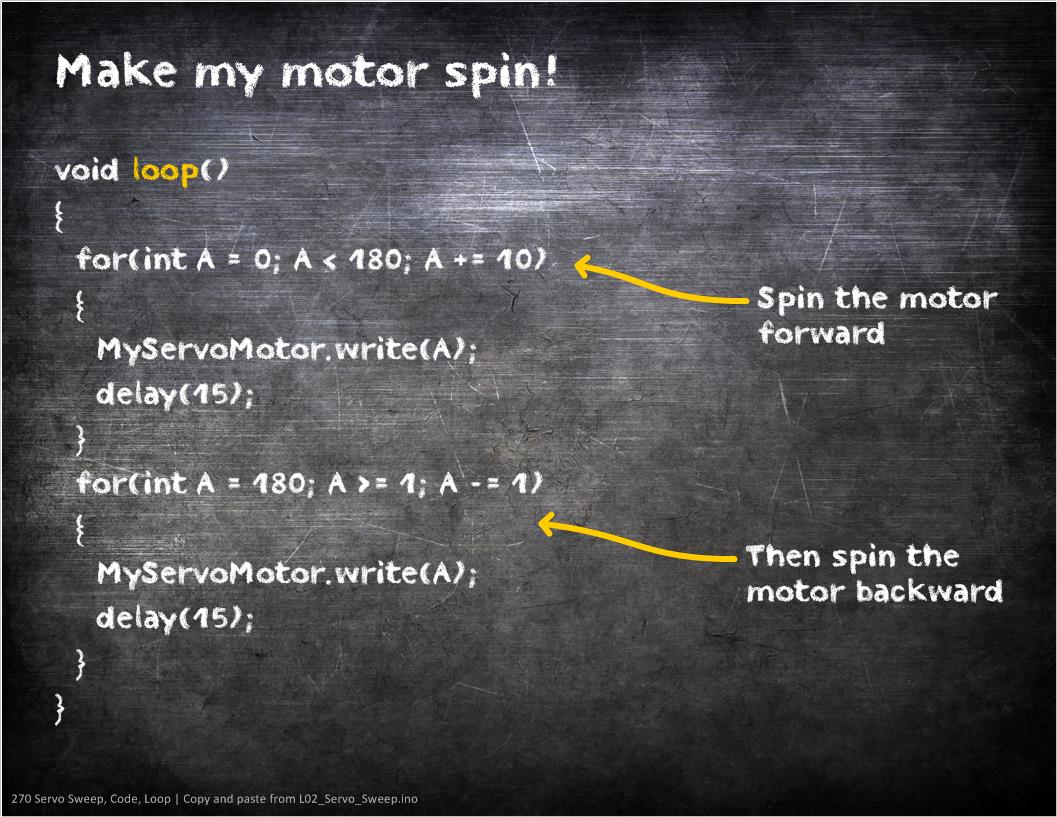 Make my motor spin!
void loop()
{
for(int A = 0; A < 180; A += 10)
{
MyServoMotor.write(A);
delay(15);
}
for(int A = 180; A >= 1; A -= 1)
{
MyServoMotor.write(A);
delay(15);
}
}
Spin the motor
forward
Then spin the
motor backward
270 Servo Sweep, Code, Loop | Copy and paste from L02_Servo_Sweep.ino